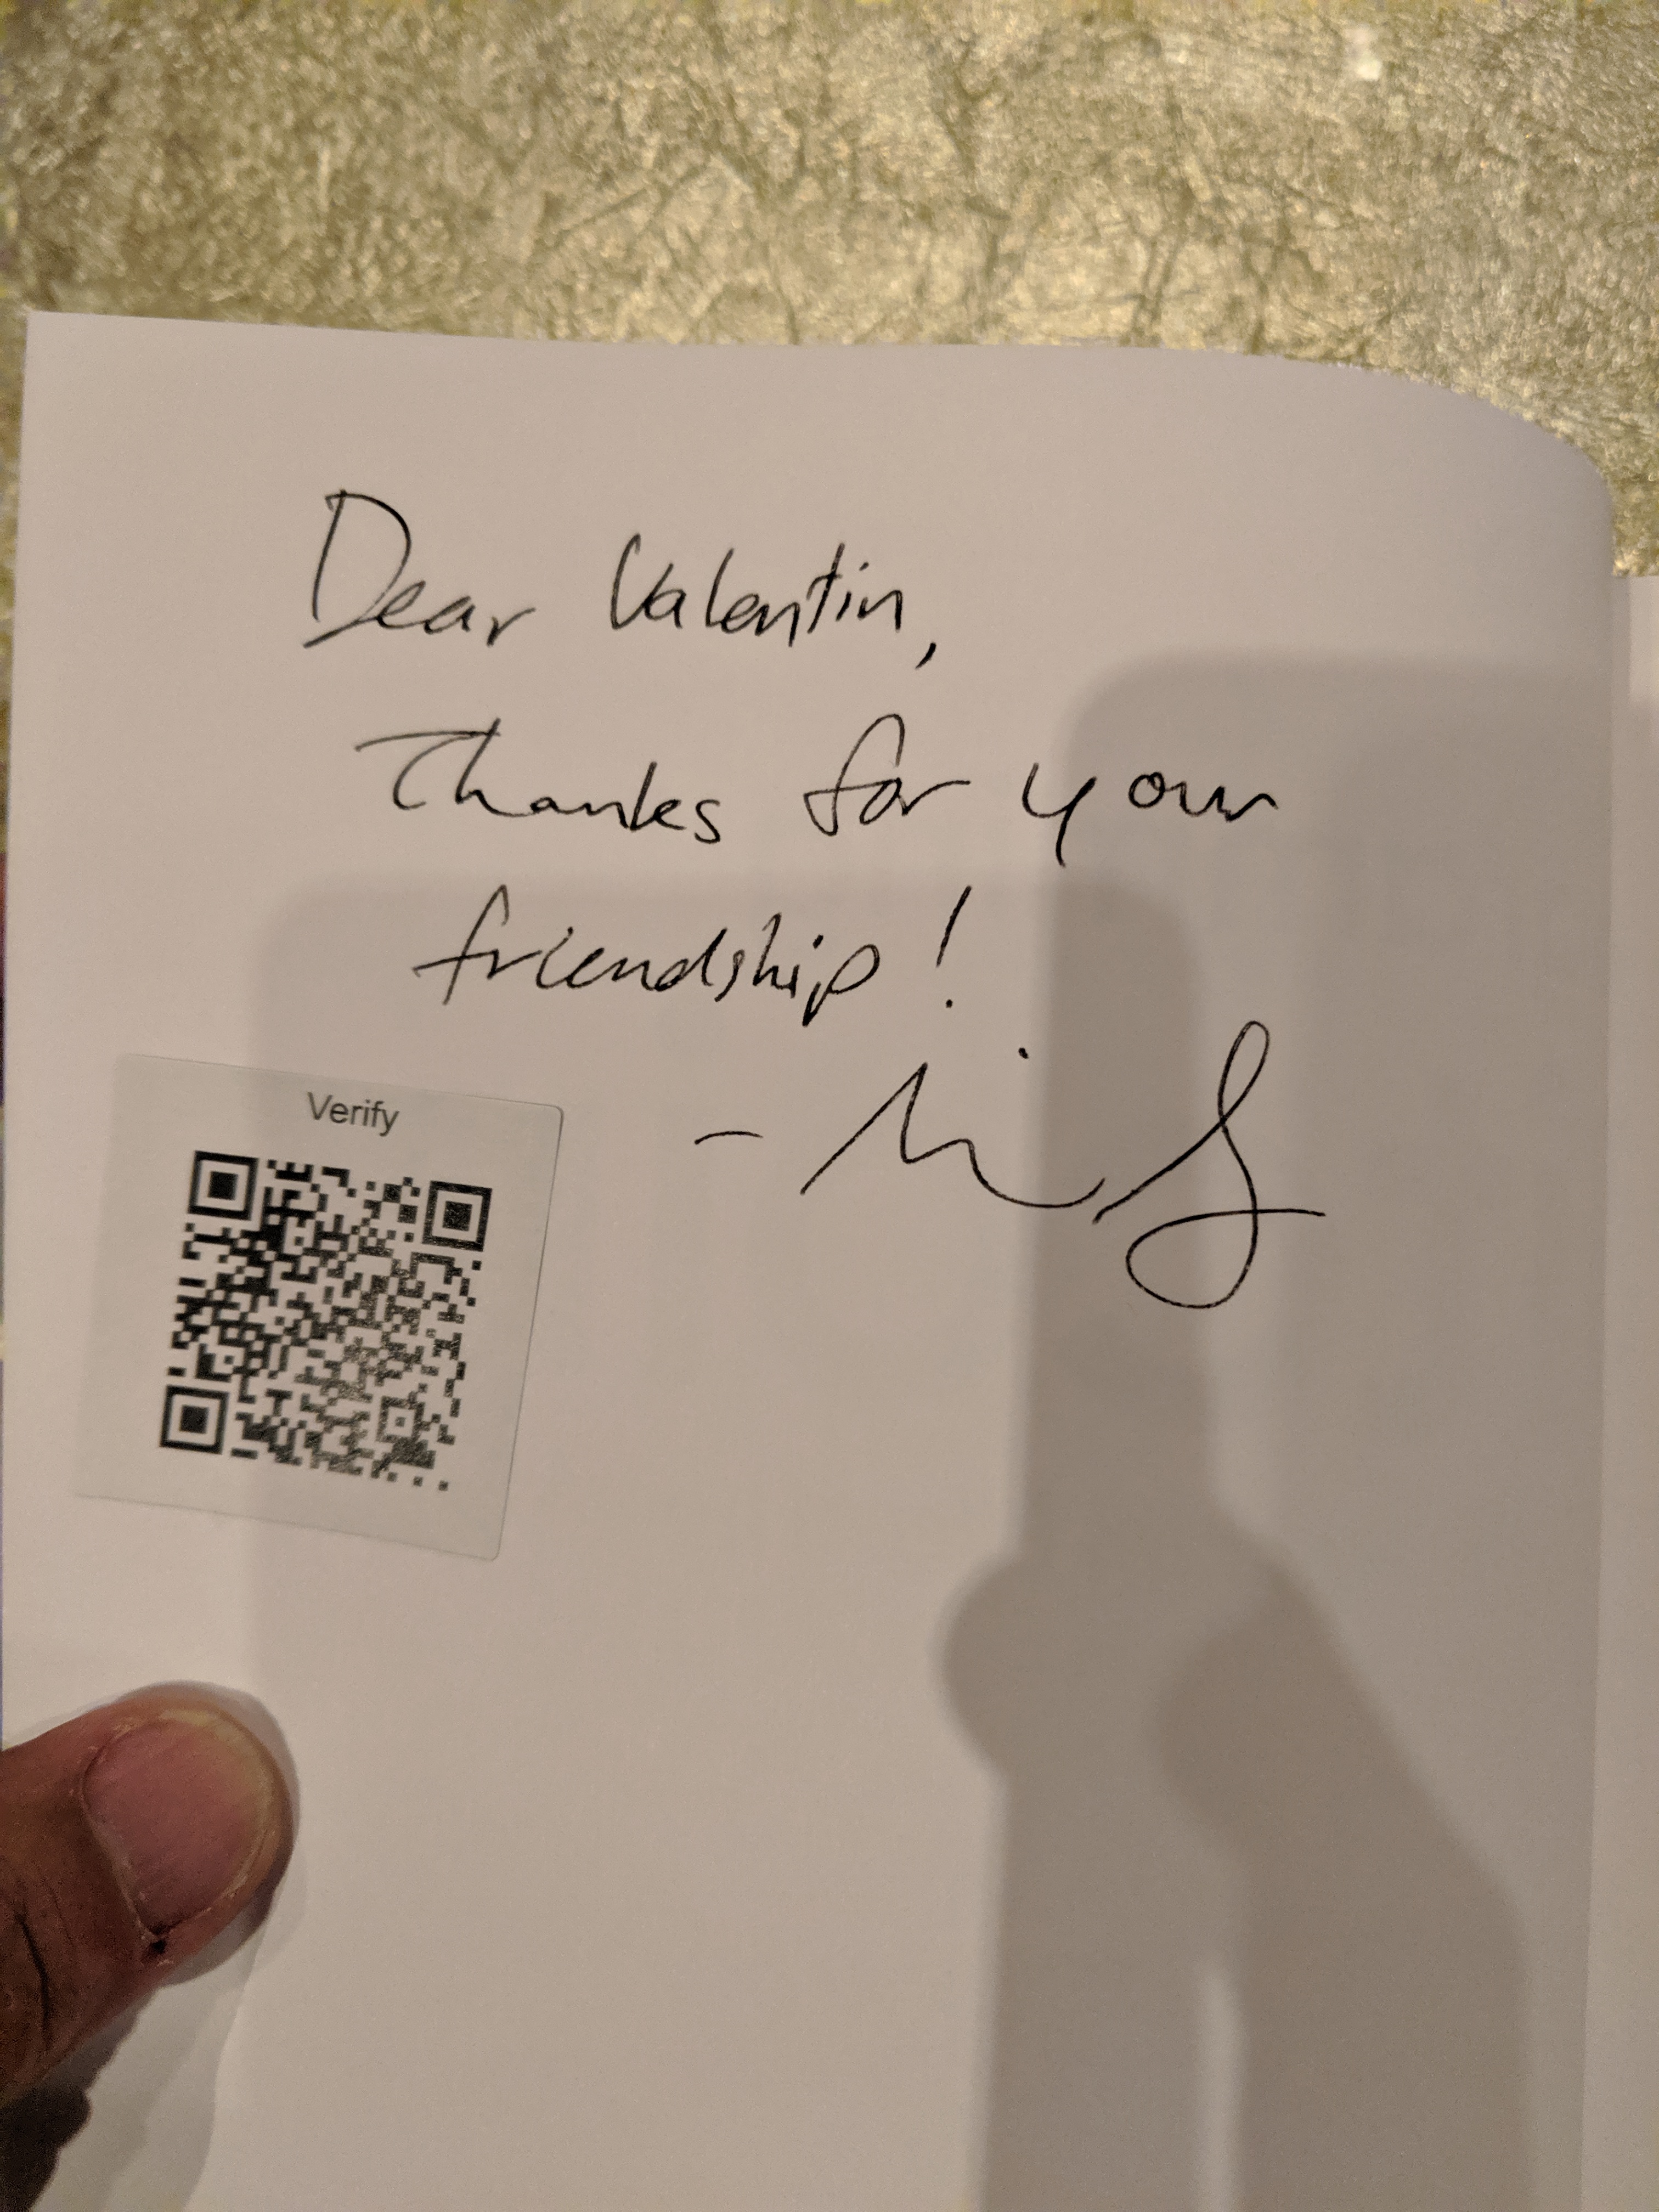 Dear Valentin,
Thanks for your
friendship!
Verify